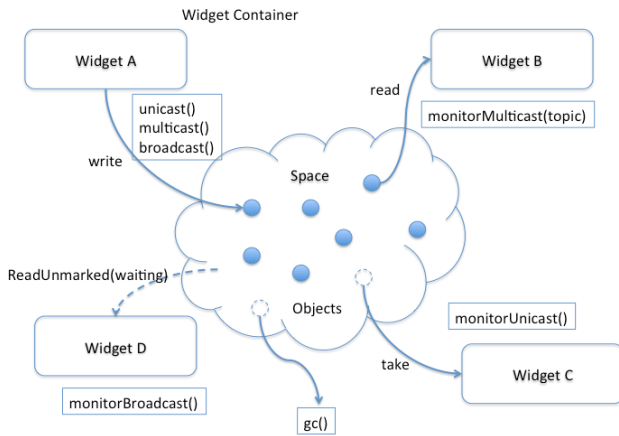 Widget Container
Widget A
Widget B
read
unicast()
multicast()
broadcast()
monitorMulticast(topic)
write
Space
ReadUnmarked(waiting)
Objects
monitorUnicast()
Widget D
take
Widget C
monitorBroadcast()
gc()